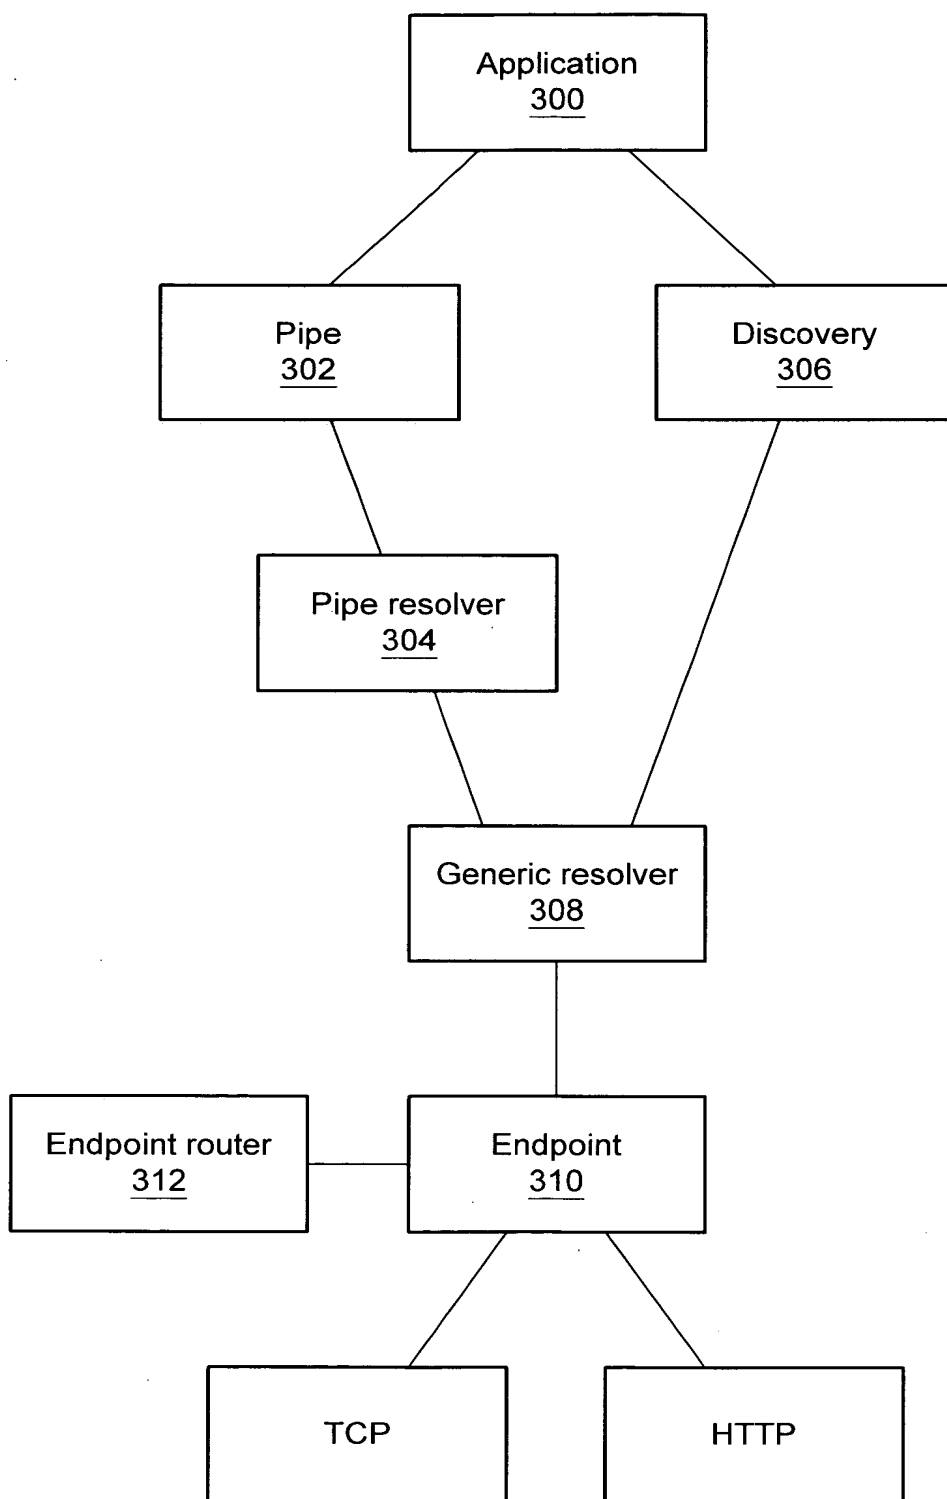 Application
300
Pipe
302
Discovery
306
Pipe resolver
304
Generic resolver
308
Endpoint router
312
Endpoint
310
TCP
HTTP